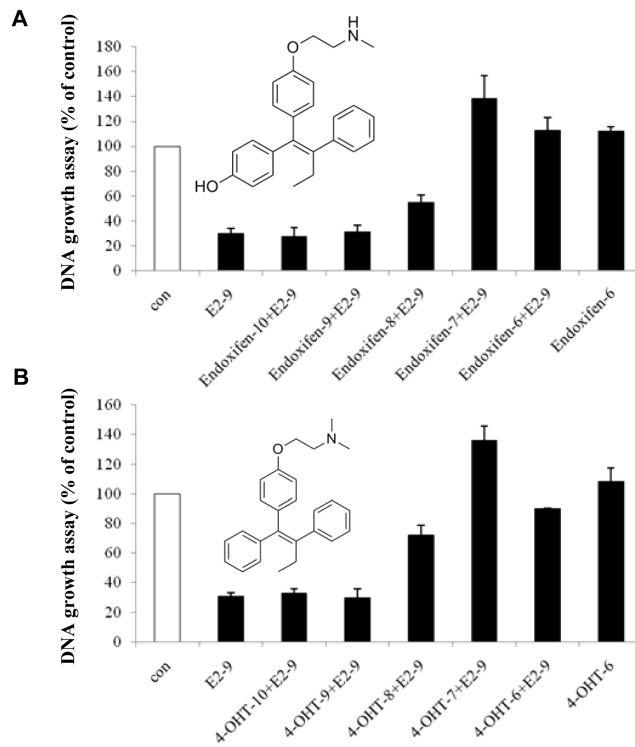 A
DNA growth assay (% of control)
180
160
140
120
100
80
60
40
20
0
H
N
O
HO
con
E2-9
Endoxifen-10+E2-9
Endoxifen-9+E2-9
Endoxifen-8+E2-9
Endoxifen-7+E2-9
Endoxifen-6+E2-9
Endoxifen-6
B
DNA growth assay (% of control)
160
140
120
100
80
60
40
20
0
N
O
con
E2-9
4-OHT-10+E2-9
4-OHT-9+E2-9
4-OHT-8+E2-9
4-OHT-7+E2-9
4-OHT-6+E2-9
4-OHT-6